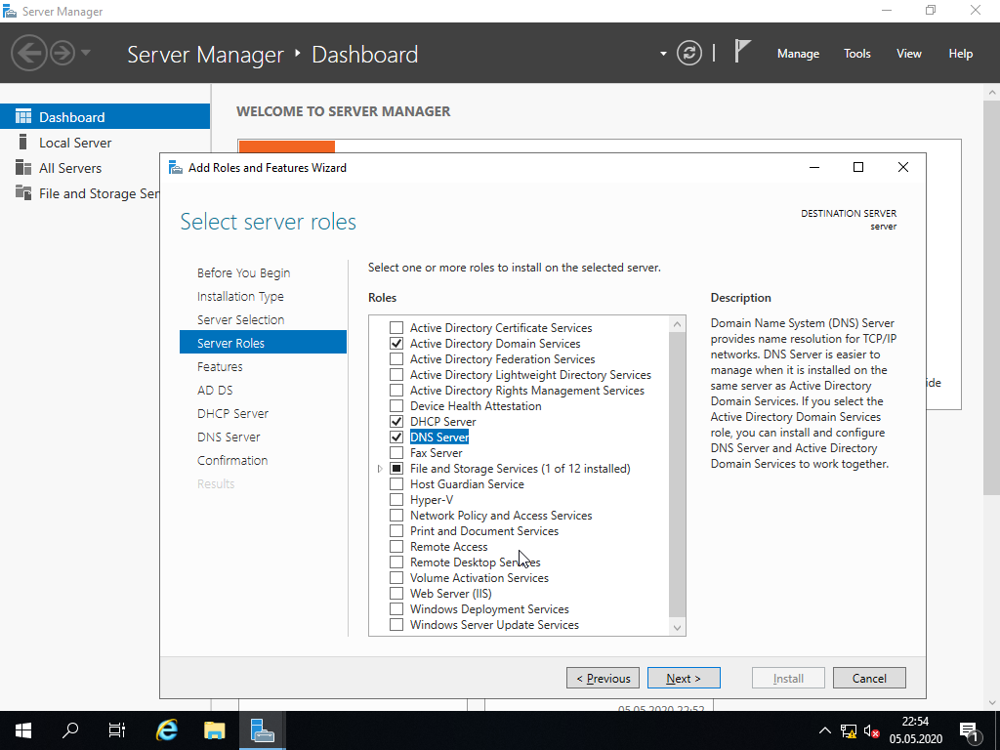 Server Manager
Server Manager ‣ Dashboard
Manage
Tools
View
Help
Dashboard
Local Server
All Servers
File and Storage Ser
WELCOME TO SERVER MANAGER
Add Roles and Features Wizard
Select server roles
DESTINATION SERVER
server
Before You Begin
Installation Type
Server Selection
Server Roles
Features
AD DS
DHCP Server
DNS Server
Confirmation
Results
Select one or more roles to install on the selected server.
Roles
Active Directory Certificate Services
Active Directory Domain Services
Active Directory Federation Services
Active Directory Lightweight Directory Services
Active Directory Rights Management Services
Device Health Attestation
DHCP Server
DNS Server
Fax Server
File and Storage Services (1 of 12 installed)
Host Guardian Service
Hyper-V
Network Policy and Access Services
Print and Document Services
Remote Access
Remote Desktop Services
Volume Activation Services
Web Server (IIS)
Windows Deployment Services
Windows Server Update Services
Description
Domain Name System (DNS) Server
provides name resolution for TCP/IP
networks. DNS Server is easier to
manage when it is installed on the
same server as Active Directory
Domain Services. If you select the
Active Directory Domain Services
role, you can install and configure
DNS Server and Active Directory
Domain Services to work together.
ide
< Previous
Next >
Install
Cancel
05.05.2020 22:52
22:54
05.05.2020
1